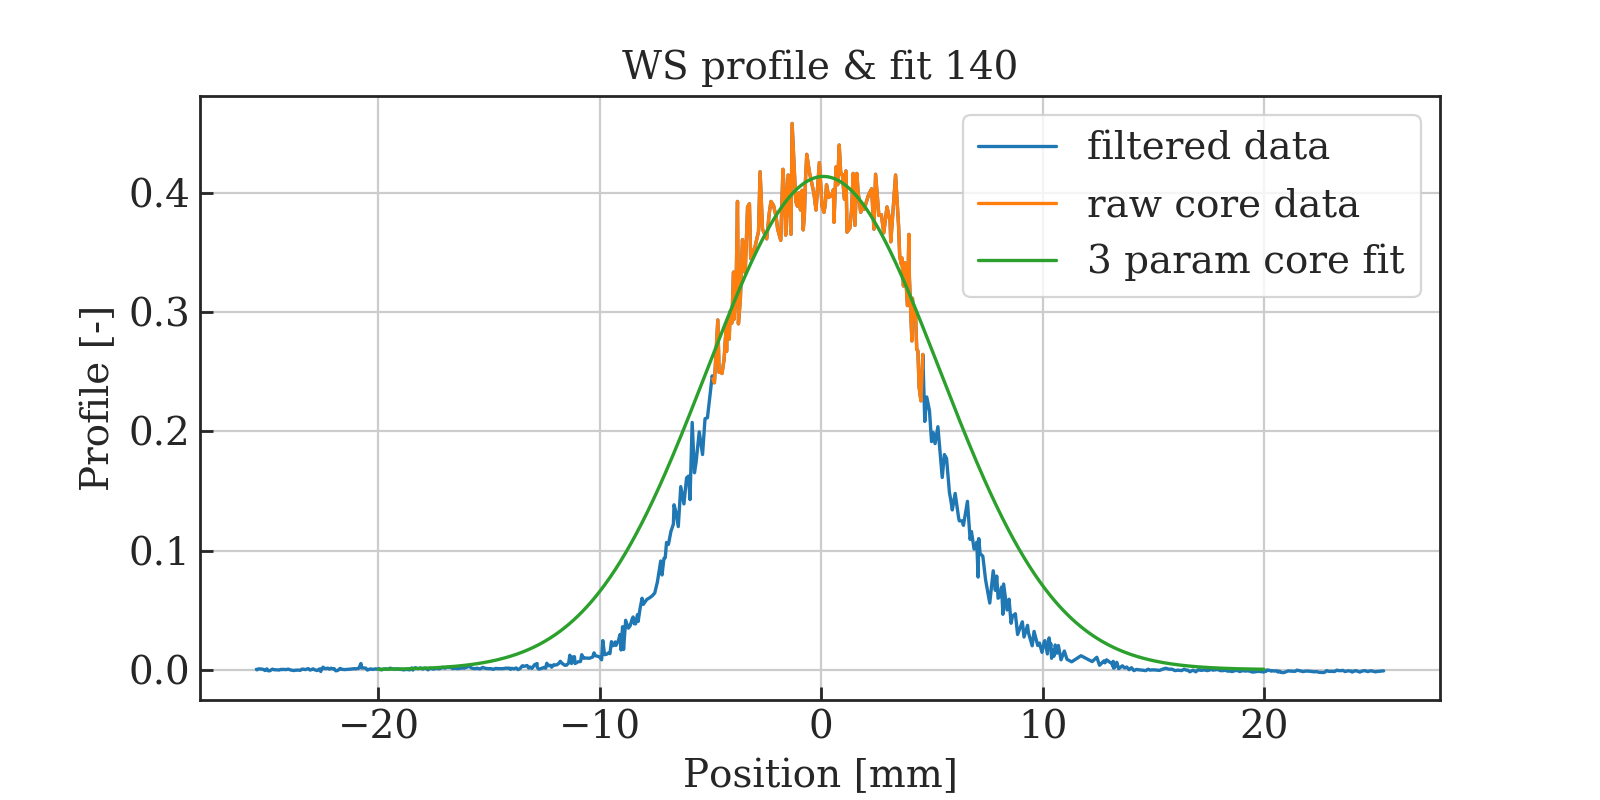 WS profile & fit 140
filtered data
raw core data
3 param core fit
Profile [-]
0.4
0.3
0.2
0.1
0.0
−20 −10 0 10 20
Position [mm]